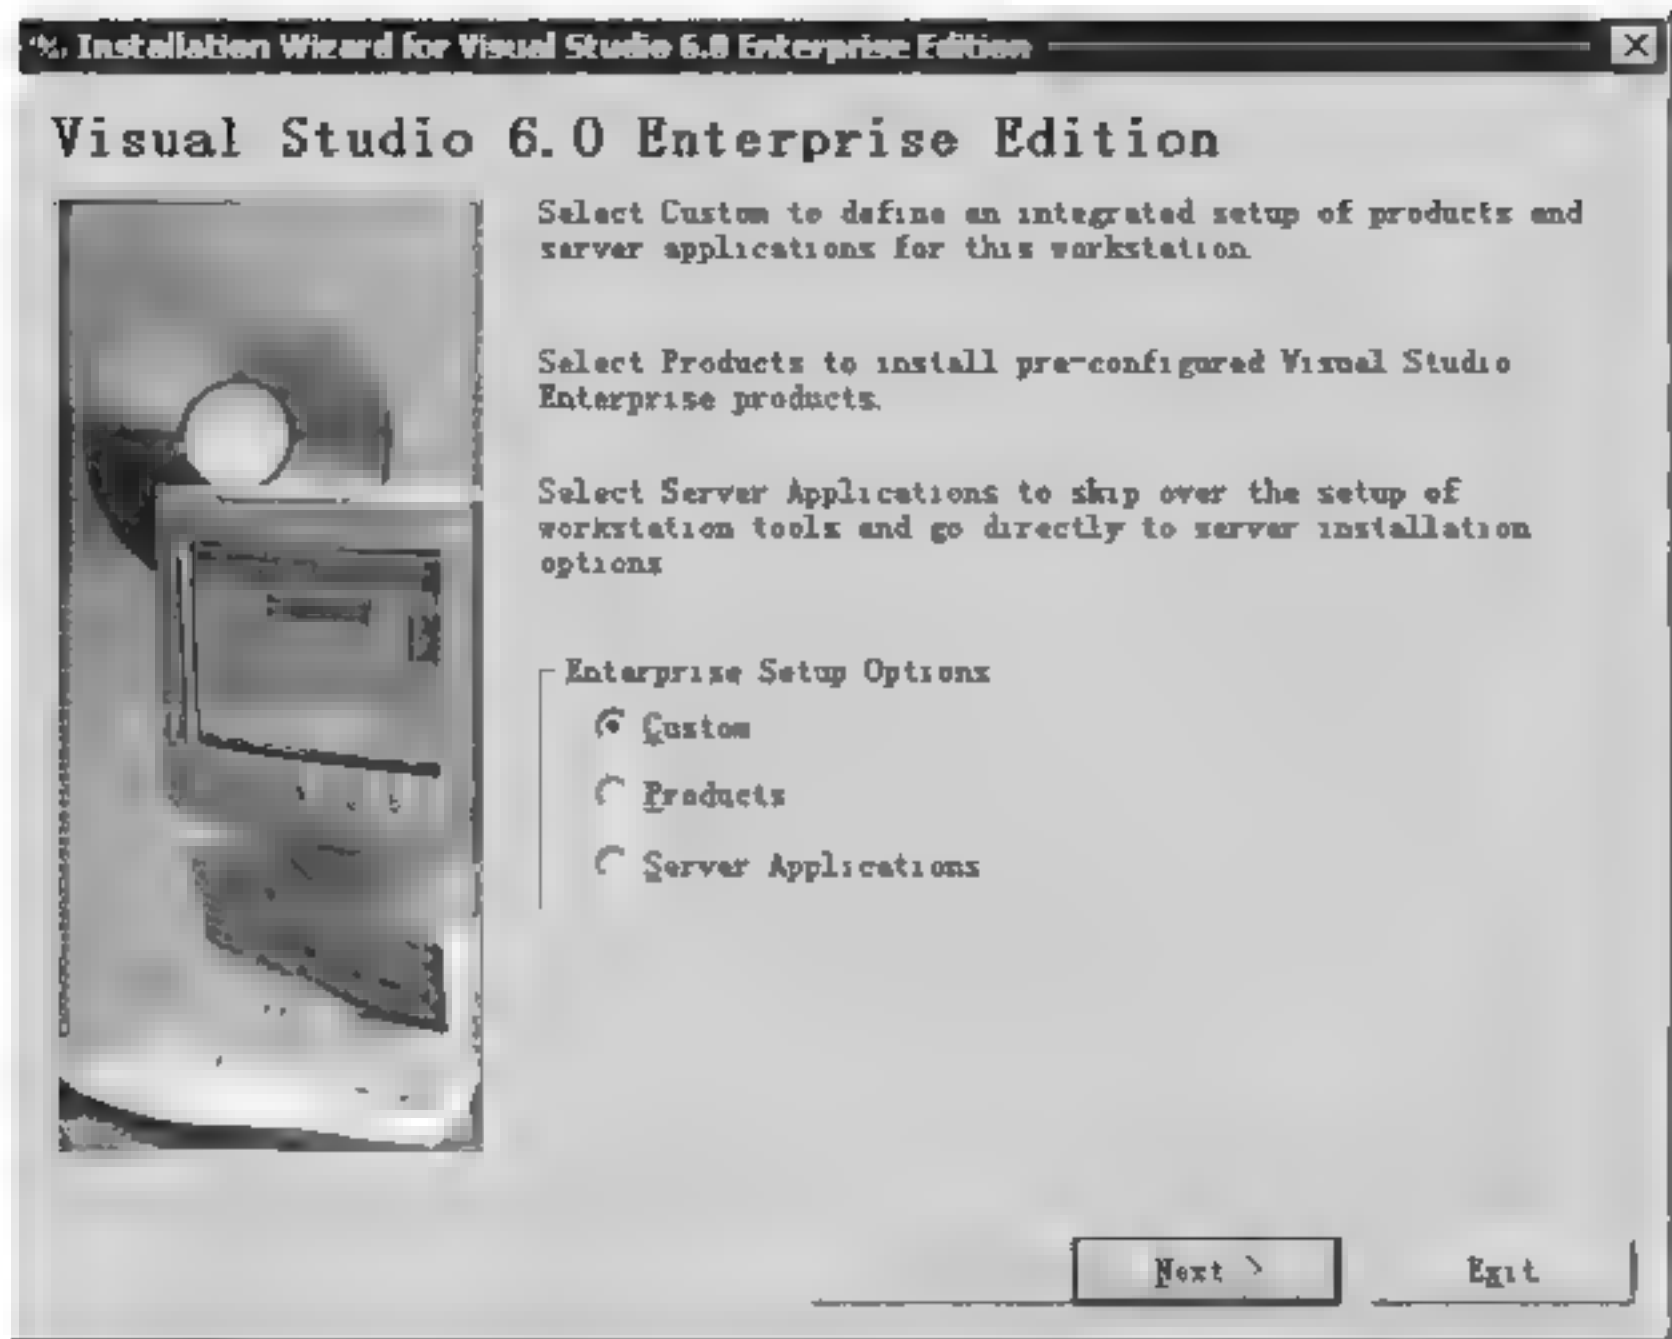 Installation Wizard for Visual Studio 6.0 Enterprise Edition
Visual Studio 6.0 Enterprise Edition
Select Custom to define an integrated setup of products and
server applications for this workstation.
Select Products to install pre-configured Visual Studio
Enterprise products.
Select Server Applications to skip over the setup of
workstation tools and go directly to server installation
options
Enterprise Setup Options
Custom
Products
Server Applications
Next >
Exit